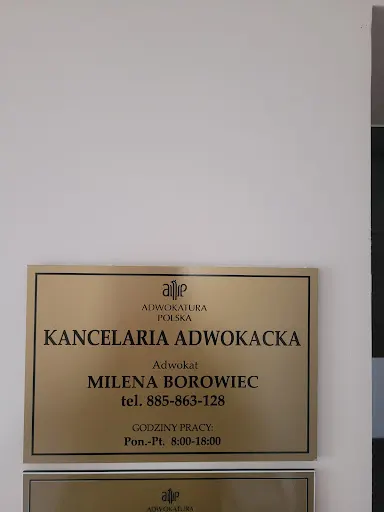 ADWOKATURA
POLSKA
KANCELARIA ADWOKACKA
Adwokat
MILENA BOROWIEC
tel. 885-863-128
GODZINY PRACY:
Pon.-Pt. 8:00-18:00
ADWOKATURA